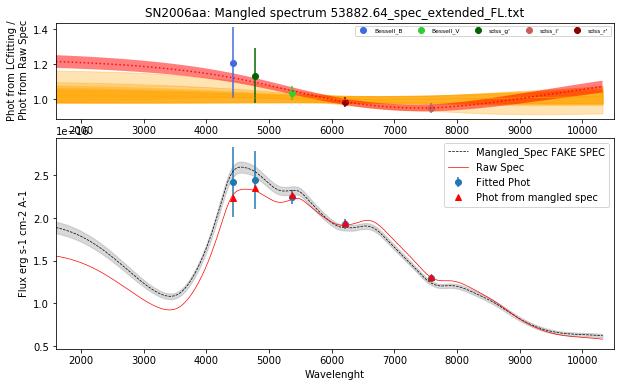 SN2006aa: Mangled spectrum 53882.64_spec_extended_FL.txt
Phot from LCfitting /
Phot from Raw Spec
1.4
1.2
1.0
Bessell_B
Bessell_V
sdss_g'
sdss_i'
sdss_r'
2000 3000 4000 5000 6000 7000 8000 9000 10000
Flux erg s-1 cm-2 A-1
2.5
2.0
1.5
1.0
0.5
Mangled_Spec FAKE SPEC
Raw Spec
Fitted Phot
Phot from mangled spec
2000 3000 4000 5000 6000 7000 8000 9000 10000
Wavelenght